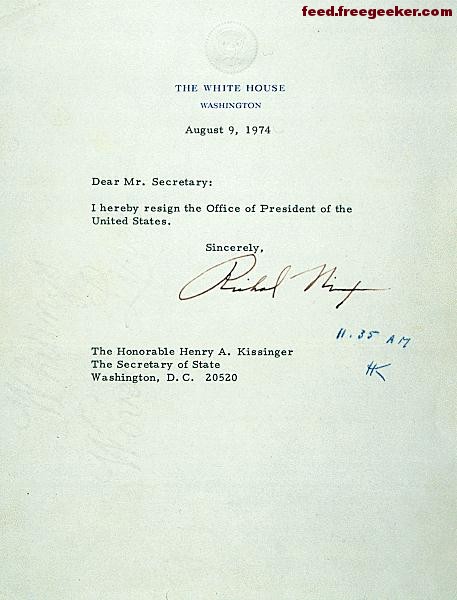 feed.freegeeker.com
THE WHITE HOUSE
WASHINGTON
August 9, 1974
Dear Mr. Secretary:
I hereby resign the Office of President of the
United States.
Sincerely,
Richard Nixon
11.35 AM
HK
The Honorable Henry A. Kissinger
The Secretary of State
Washington, D.C. 20520